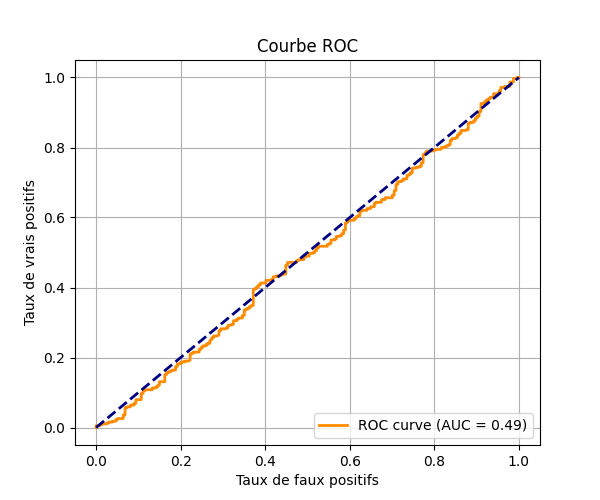 Courbe ROC
1.0
0.8
0.6
0.4
0.2
0.0
Taux de vrais positifs
ROC curve (AUC = 0.49)
0.0 0.2 0.4 0.6 0.8 1.0
Taux de faux positifs